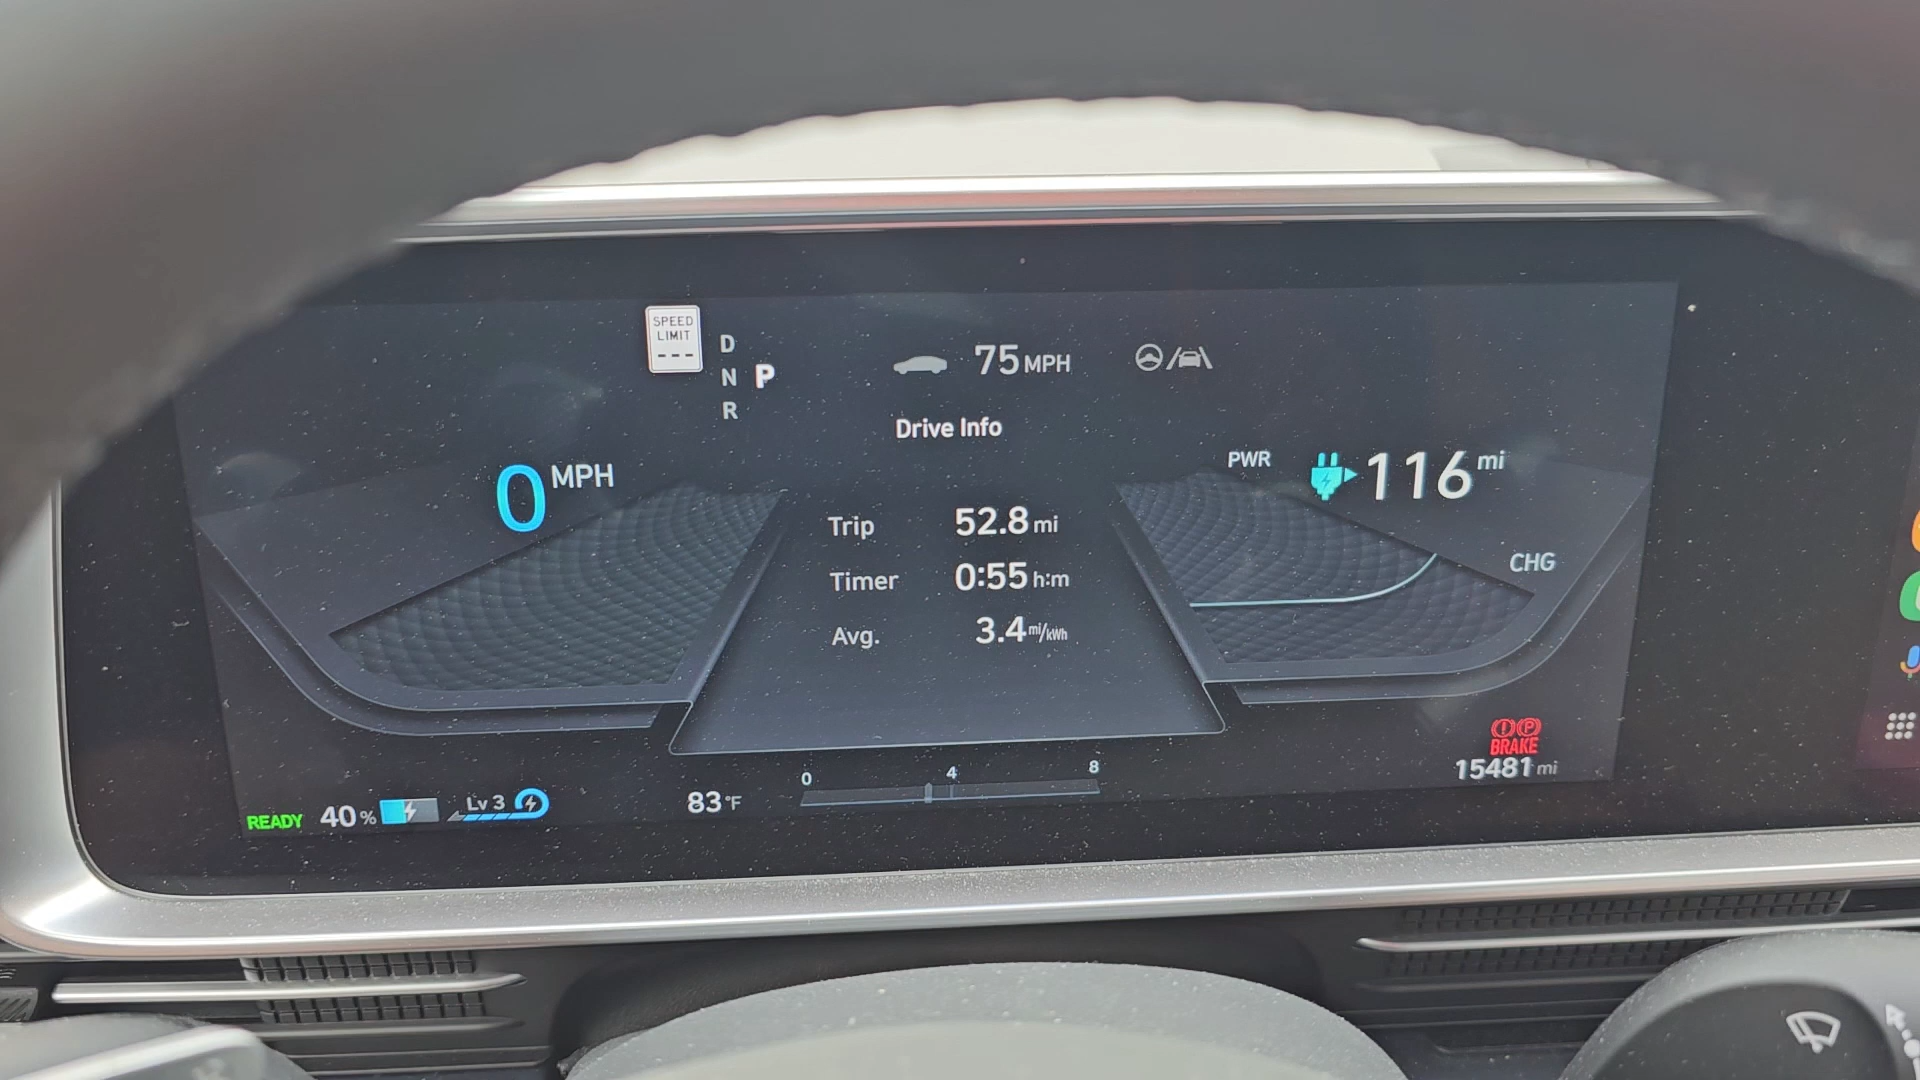 SPEED
LIMIT
---
D
N P
R
75 MPH
Drive Info
0 MPH
PWR
116 mi
CHG
Trip 52.8 mi
Timer 0:55 h:m
Avg. 3.4 mi/kWh
BRAKE
15481 mi
0 4 8
READY 40% Lv 3 83°F